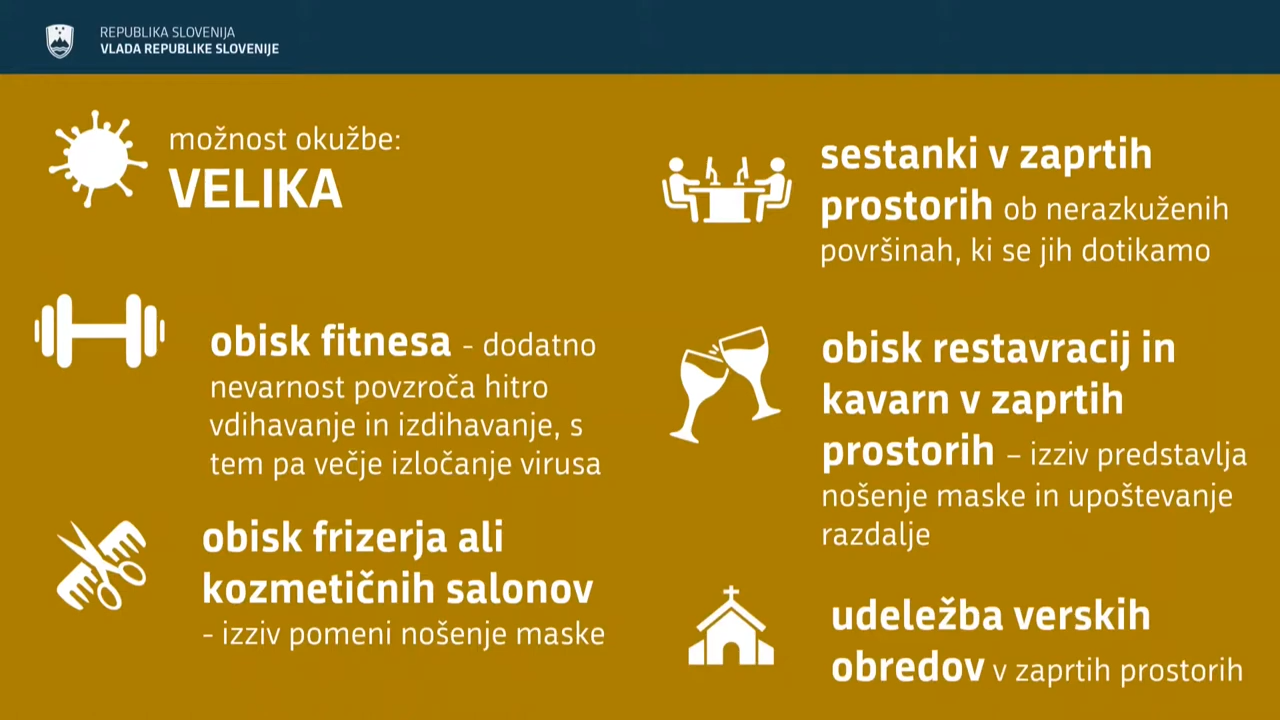 REPUBLIKA SLOVENIJA
VLADA REPUBLIKE SLOVENIJE
možnost okužbe:
VELIKA
obisk fitnesa - dodatno
nevarnost povzroča hitro
vdihavanje in izdihavanje, s
tem pa večje izločanje virusa
obisk frizerja ali
kozmetičnih salonov
- izziv pomeni nošenje maske
sestanki v zaprtih
prostorih ob nerazkuženih
površinah, ki se jih dotikamo
obisk restavracij in
kavarn v zaprtih
prostorih – izziv predstavlja
nošenje maske in upoštevanje
razdalje
udeležba verskih
obredov v zaprtih prostorih